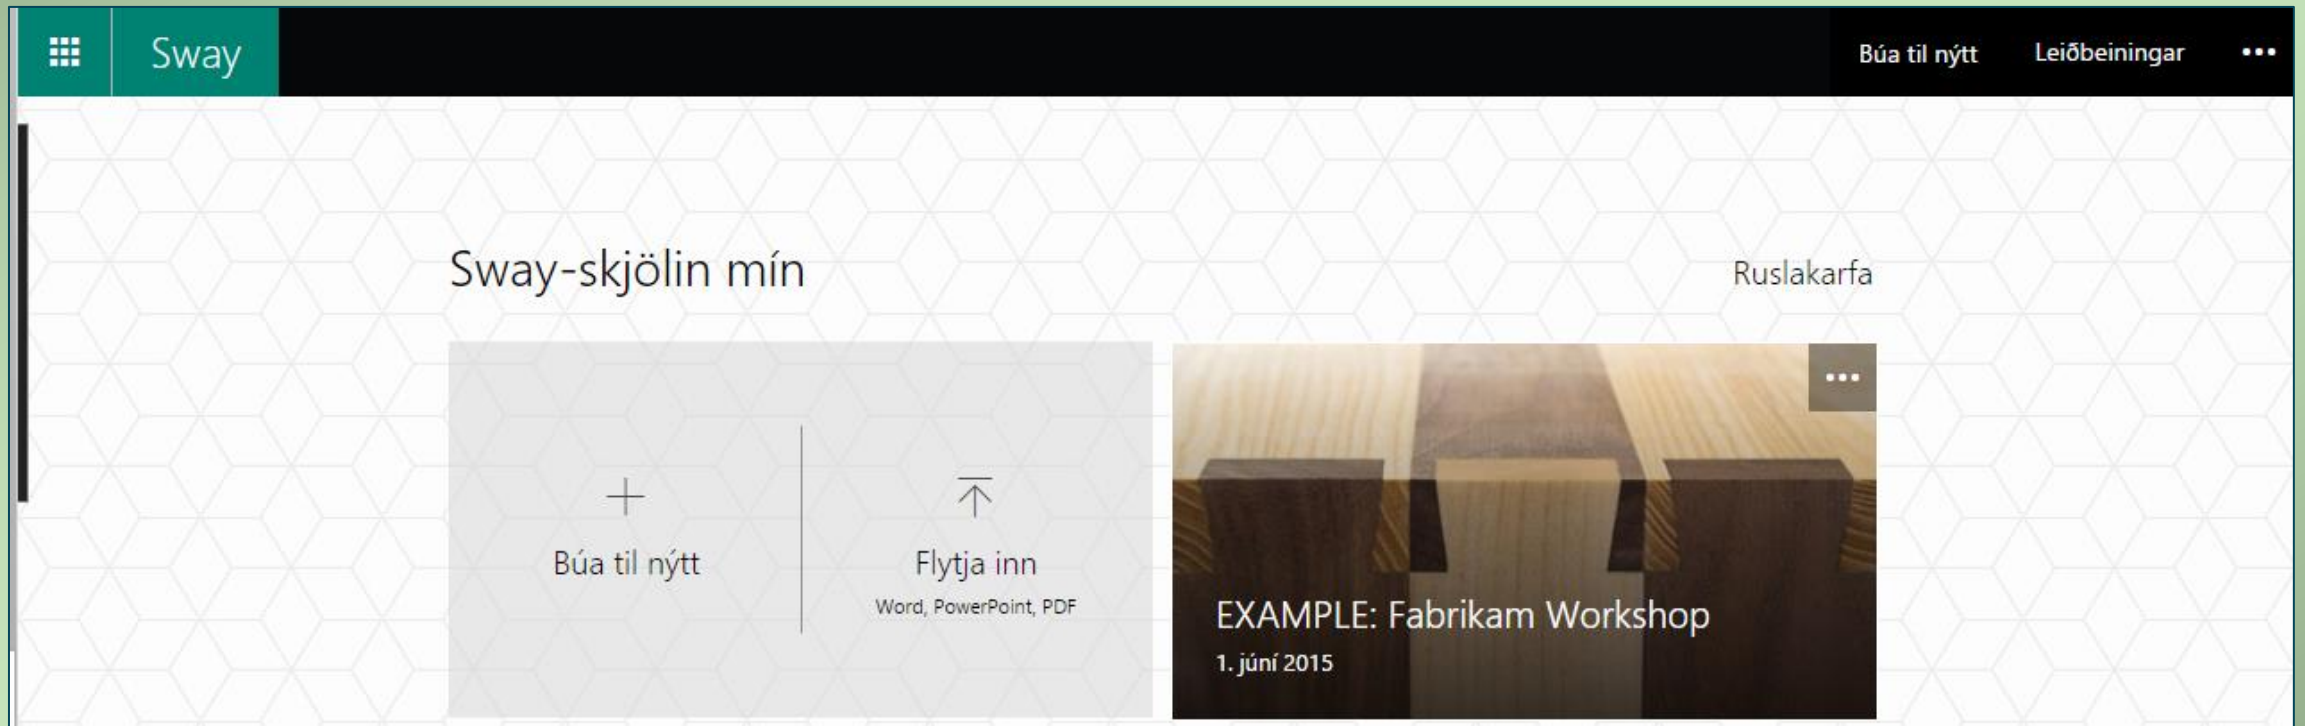 Sway
Búa til nýtt
Leiðbeiningar
Sway-skjölin mín
Ruslakarfa
Búa til nýtt
Flytja inn
Word, PowerPoint, PDF
EXAMPLE: Fabrikam Workshop
1. júní 2015